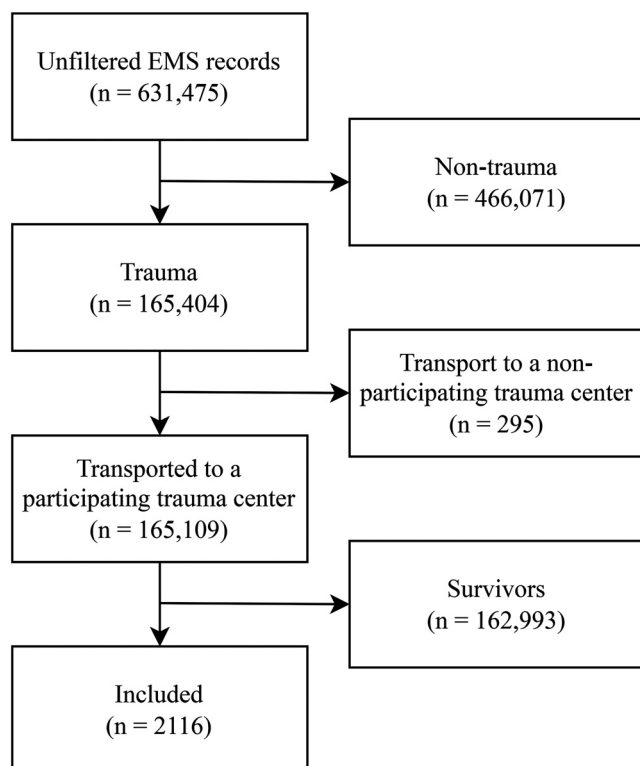 Unfiltered EMS records
(n = 631,475)
Non-trauma
(n = 466,071)
Trauma
(n = 165,404)
Transport to a non-
participating trauma center
(n = 295)
Transported to a
participating trauma center
(n = 165,109)
Survivors
(n = 162,993)
Included
(n = 2116)